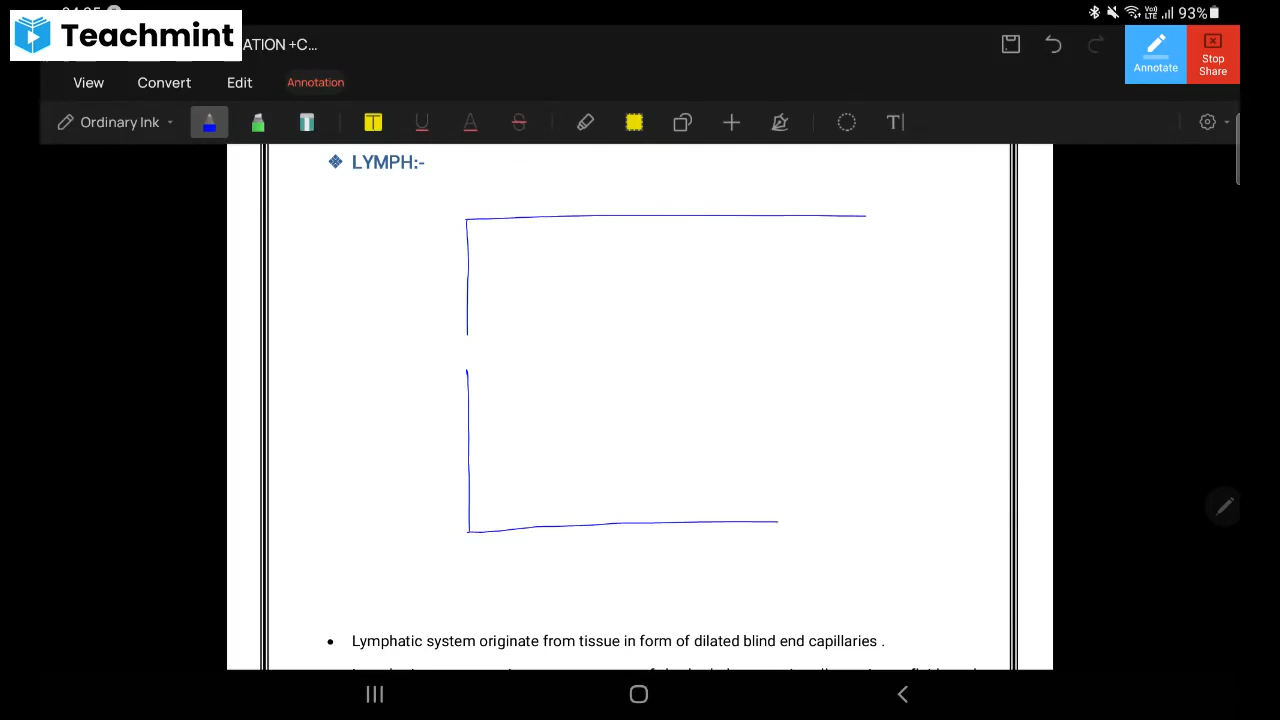 Teachmint
ATION +C...
93%
Annotate
Stop
Share
View
Convert
Edit
Annotation
Ordinary Ink
❖ LYMPH:-
• Lymphatic system originate from tissue in form of dilated blind end capillaries .